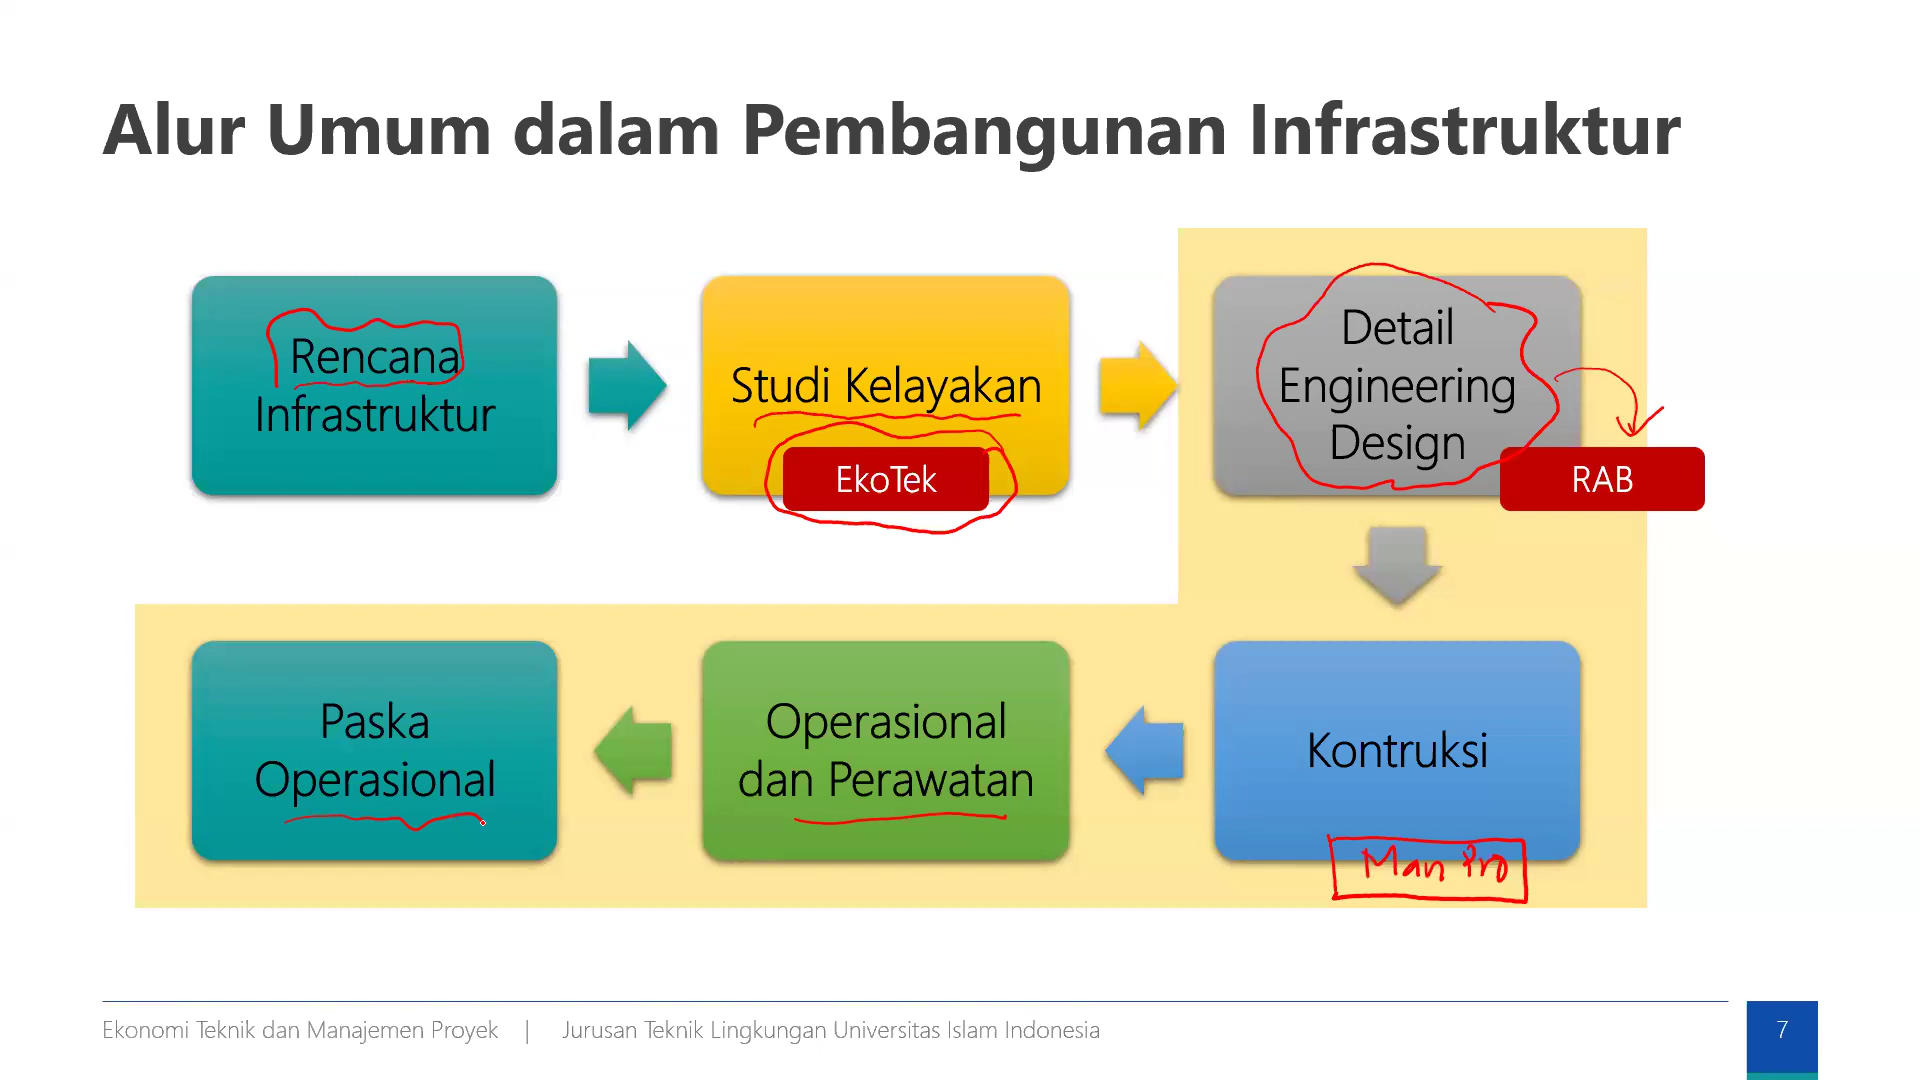 Alur Umum dalam Pembangunan Infrastruktur
Rencana
Infrastruktur
Studi Kelayakan
EkoTek
Detail
Engineering
Design
RAB
Paska
Operasional
Operasional
dan Perawatan
Kontruksi
Man Pro
Ekonomi Teknik dan Manajemen Proyek | Jurusan Teknik Lingkungan Universitas Islam Indonesia
7